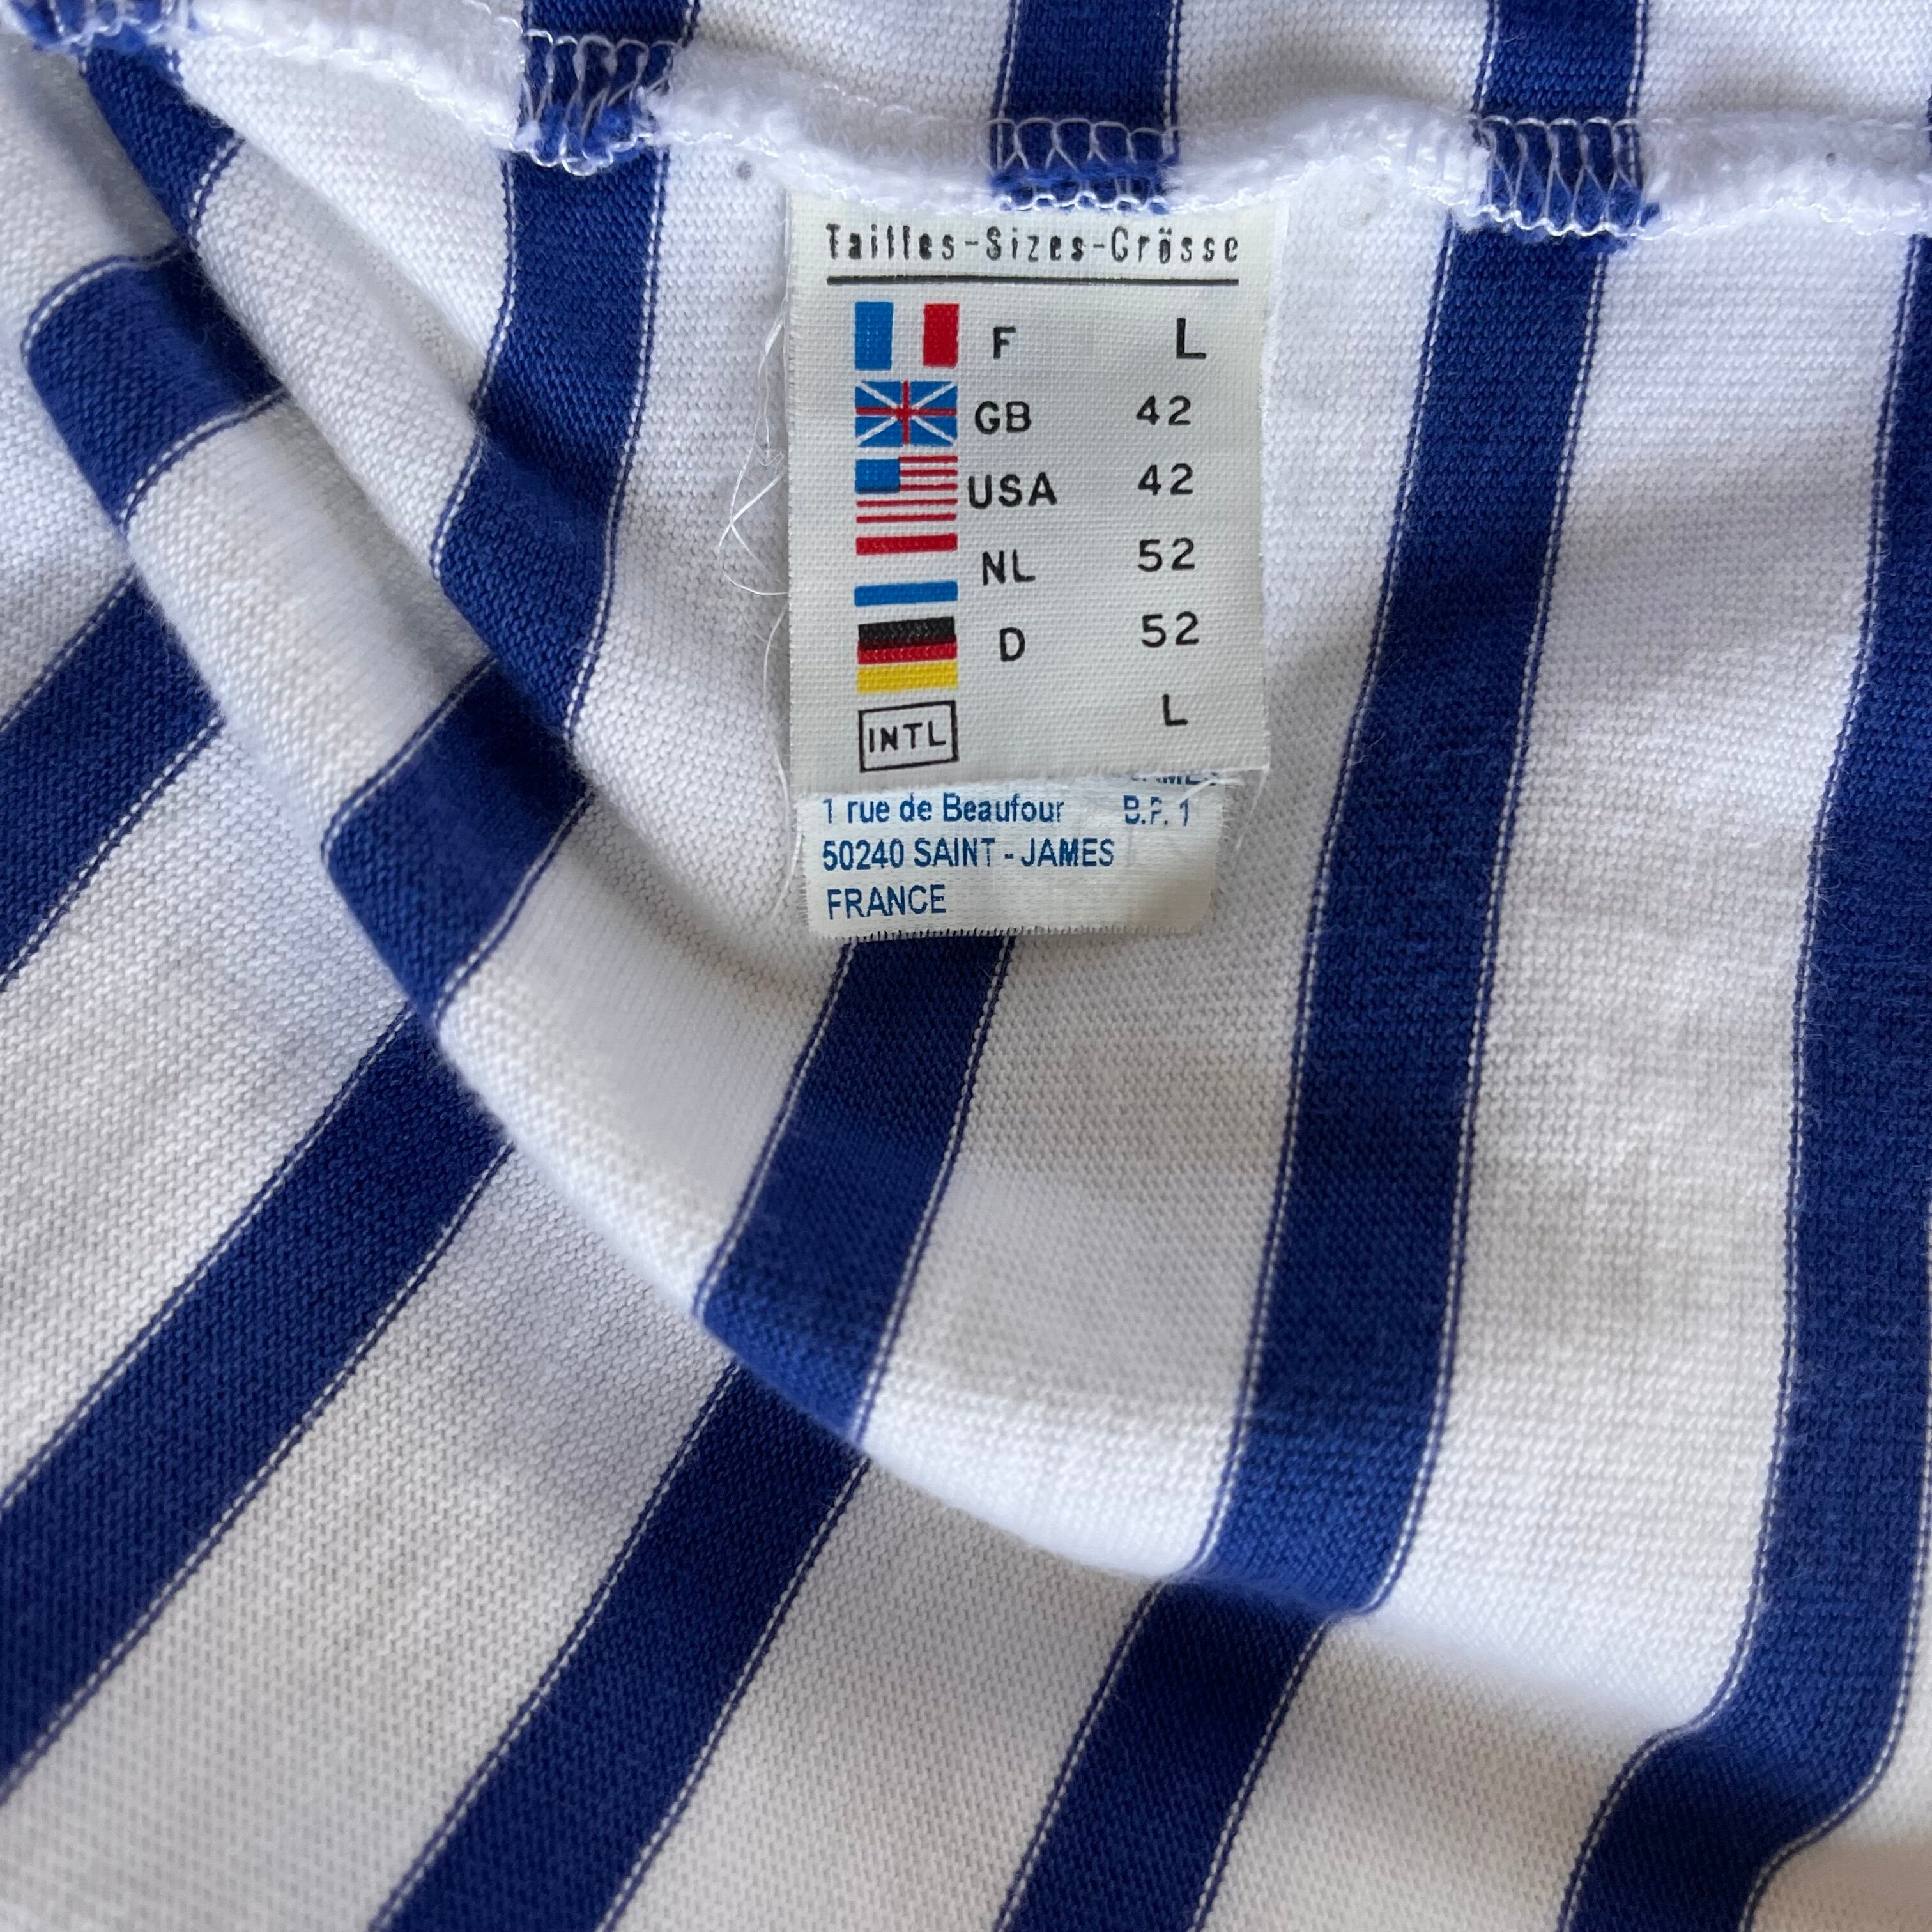 Tailles-Sizes-Grösse
F L
GB 42
USA 42
NL 52
D 52
INTL L
1 rue de Beaufour B.P. 1
50240 SAINT - JAMES
FRANCE